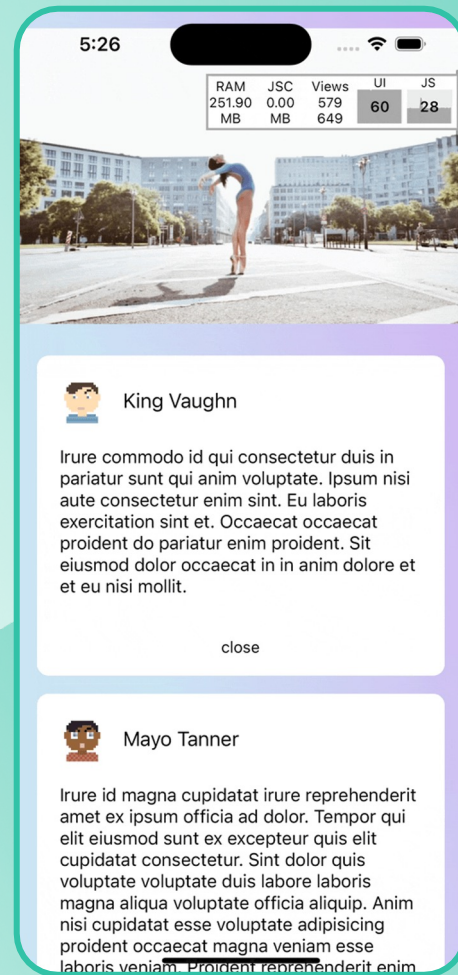 5:26
RAM JSC Views UI JS
251.90 0.00 579 60 28
MB MB 649
King Vaughn
Irure commodo id qui consectetur duis in
pariatur sunt qui anim voluptate. Ipsum nisi
aute consectetur enim sint. Eu laboris
exercitation sint et. Occaecat occaecat
proident do pariatur enim proident. Sit
eiusmod dolor occaecat in in anim dolore et
et eu nisi mollit.
close
Mayo Tanner
Irure id magna cupidatat irure reprehenderit
amet ex ipsum officia ad dolor. Tempor qui
elit eiusmod sunt ex excepteur quis elit
cupidatat consectetur. Sint dolor quis
voluptate voluptate duis labore laboris
magna aliqua voluptate officia aliquip. Anim
nisi cupidatat esse voluptate adipisicing
proident occaecat magna veniam esse
laboris veniam. Proident reprehenderit enim